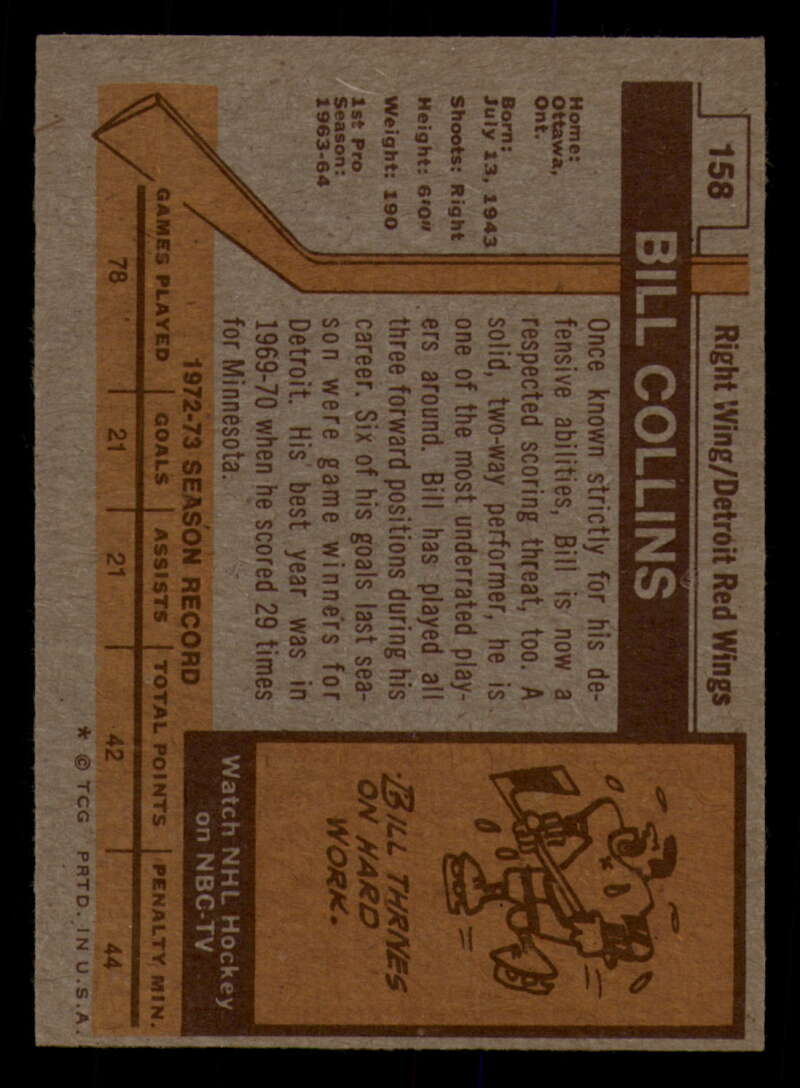 158
Right Wing/Detroit Red Wings
BILL COLLINS
Home:
Ottawa,
Ont.
Born:
July 13, 1943
Shoots: Right
Height: 6'0"
Weight: 190
1st Pro
Season:
1963-64
Once known strictly for his de-
fensive abilities, Bill is now a
respected scoring threat, too. A
solid, two-way performer, he is
one of the most underrated play-
ers around. Bill has played all
three forward positions during his
career. Six of his goals last sea-
son were game winners for
Detroit. His best year was in
1969-70 when he scored 29 times
for Minnesota.
BILL THRIVES
ON HARD
WORK.
Watch NHL Hockey
on NBC-TV
1972-73 SEASON RECORD
GAMES PLAYED GOALS ASSISTS TOTAL POINTS PENALTY MIN.
78 21 21 42 44
* © TCG PRTD. IN U.S.A.